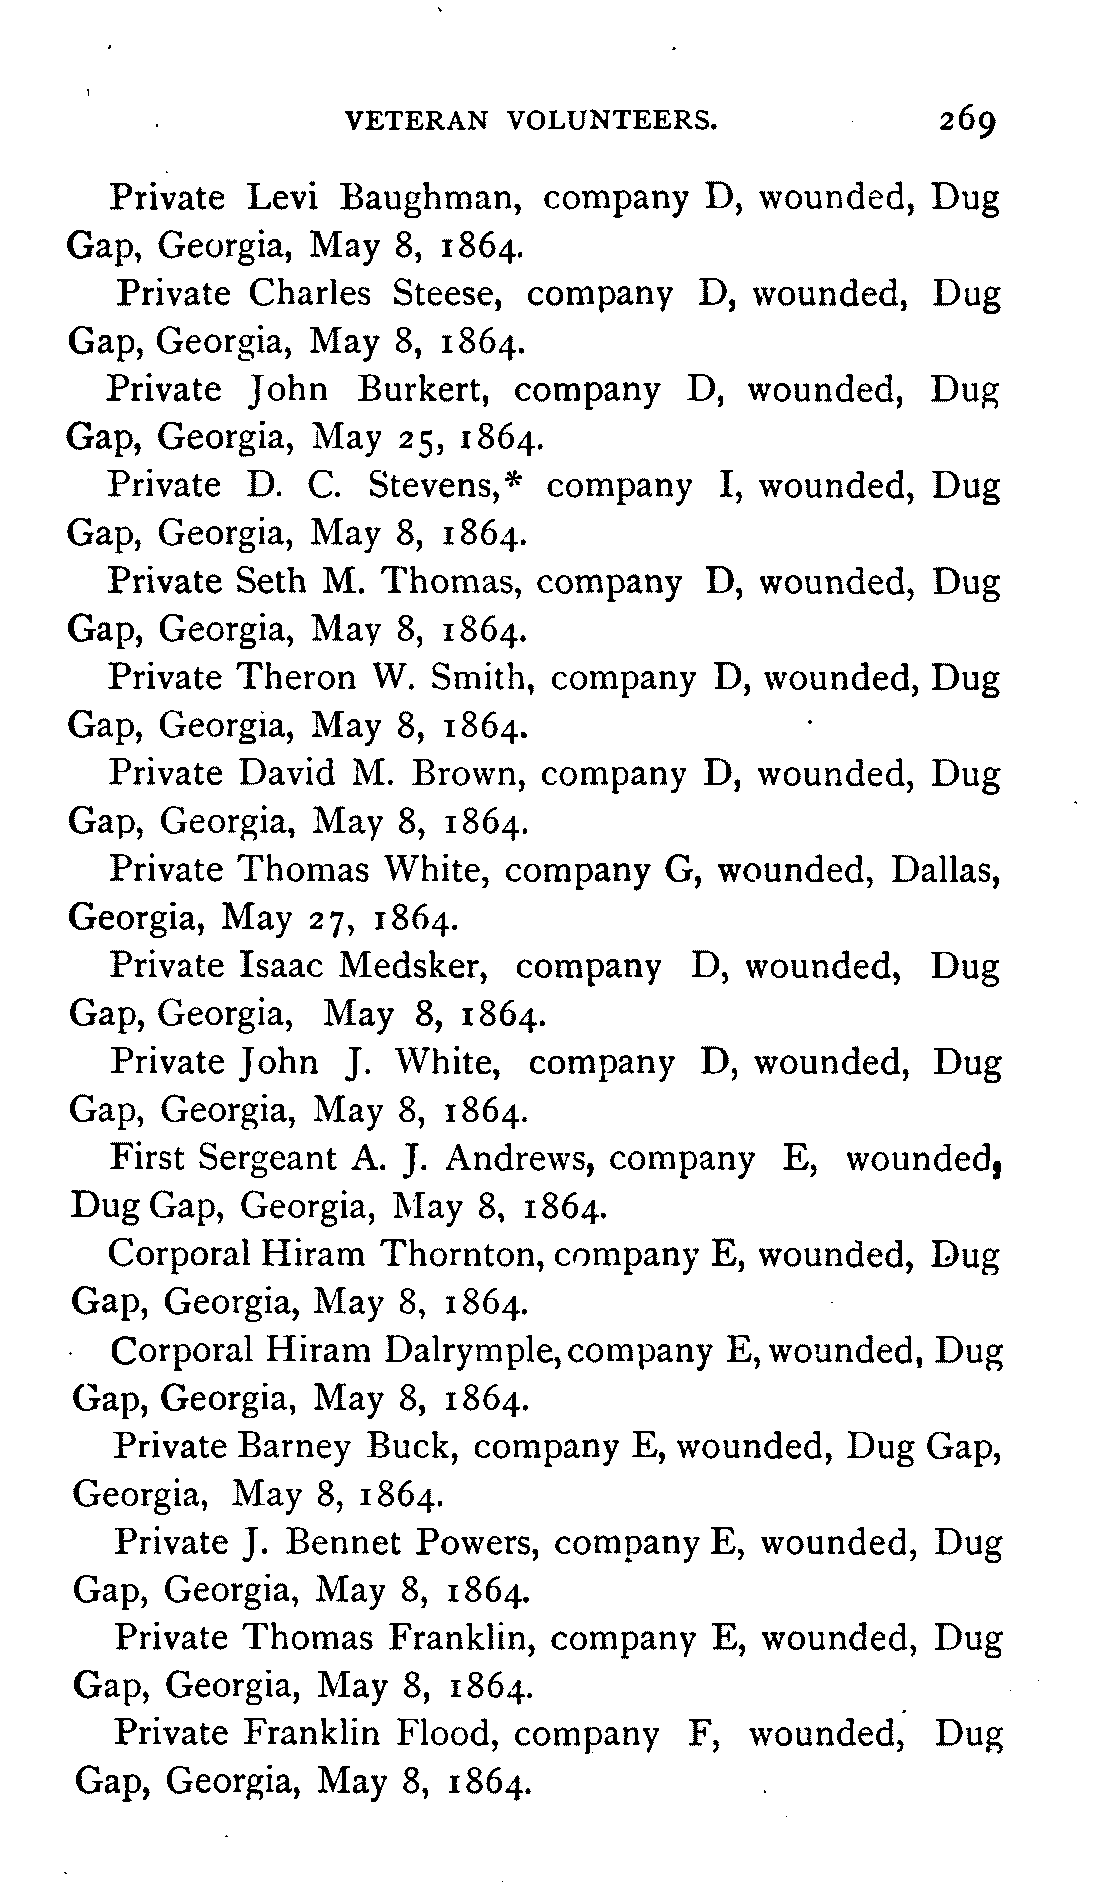 VETERAN VOLUNTEERS. 269
Private Levi Baughman, company D, wounded, Dug
Gap, Georgia, May 8, 1864.
Private Charles Steese, company D, wounded, Dug
Gap, Georgia, May 8, 1864.
Private John Burkert, company D, wounded, Dug
Gap, Georgia, May 25, 1864.
Private D. C. Stevens,* company I, wounded, Dug
Gap, Georgia, May 8, 1864.
Private Seth M. Thomas, company D, wounded, Dug
Gap, Georgia, May 8, 1864.
Private Theron W. Smith, company D, wounded, Dug
Gap, Georgia, May 8, 1864.
Private David M. Brown, company D, wounded, Dug
Gap, Georgia, May 8, 1864.
Private Thomas White, company G, wounded, Dallas,
Georgia, May 27, 1864.
Private Isaac Medsker, company D, wounded, Dug
Gap, Georgia, May 8, 1864.
Private John J. White, company D, wounded, Dug
Gap, Georgia, May 8, 1864.
First Sergeant A. J. Andrews, company E, wounded,
Dug Gap, Georgia, May 8, 1864.
Corporal Hiram Thornton, company E, wounded, Dug
Gap, Georgia, May 8, 1864.
Corporal Hiram Dalrymple, company E, wounded, Dug
Gap, Georgia, May 8, 1864.
Private Barney Buck, company E, wounded, Dug Gap,
Georgia, May 8, 1864.
Private J. Bennet Powers, company E, wounded, Dug
Gap, Georgia, May 8, 1864.
Private Thomas Franklin, company E, wounded, Dug
Gap, Georgia, May 8, 1864.
Private Franklin Flood, company F, wounded, Dug
Gap, Georgia, May 8, 1864.